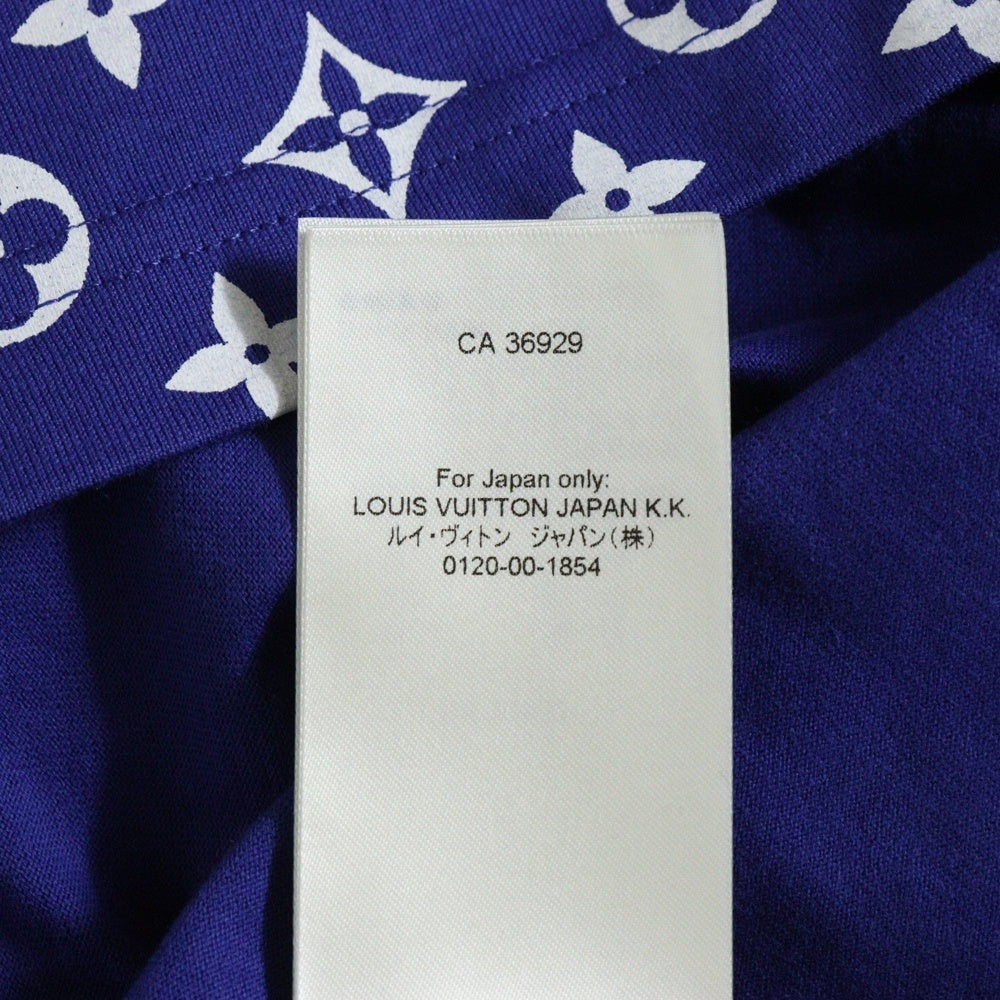 CA 36929
For Japan only:
LOUIS VUITTON JAPAN K.K.
ルイ・ヴィトン　ジャパン（株）
0120-00-1854